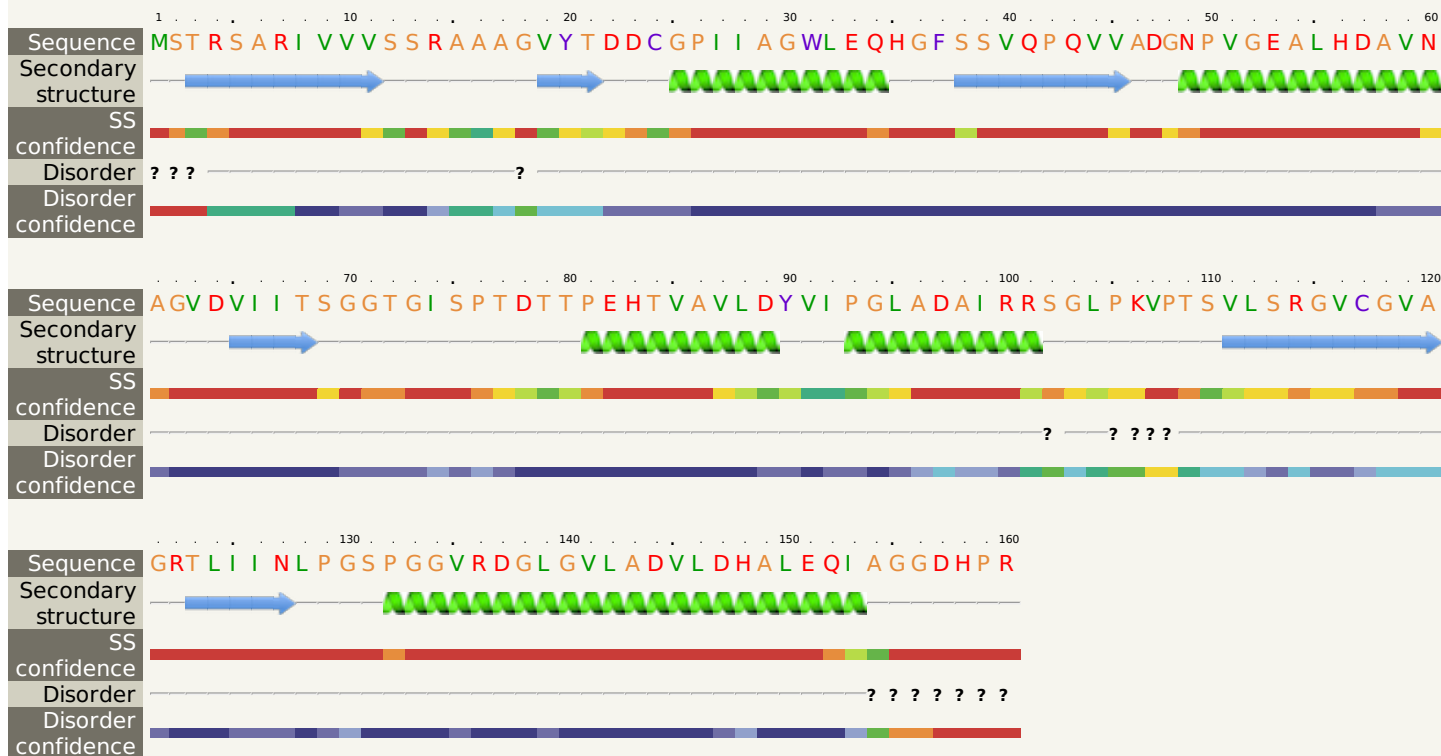 1 10 20 30 40 50 60
Sequence MSTRSARIVVVSSRAAAGVYTDDCGPIIAGWLEQHGFSSVQPQVVADGNPVGEALHDAVN
Secondary
structure
SS
confidence
Disorder ? ? ? ?
Disorder
confidence
70 80 90 100 110 120
Sequence AGVDVIITSGGTGISPTDTTPEHTVAVLDYVIPGLADAIRRSGLPKVPTSVLSRGVCGVA
Secondary
structure
SS
confidence
Disorder ? ? ? ? ?
Disorder
confidence
130 140 150 160
Sequence GRTLIINLPGSPGGVRDGLGVLADVLDHALEQIAGGDHPR
Secondary
structure
SS
confidence
Disorder ? ? ? ? ? ? ?
Disorder
confidence